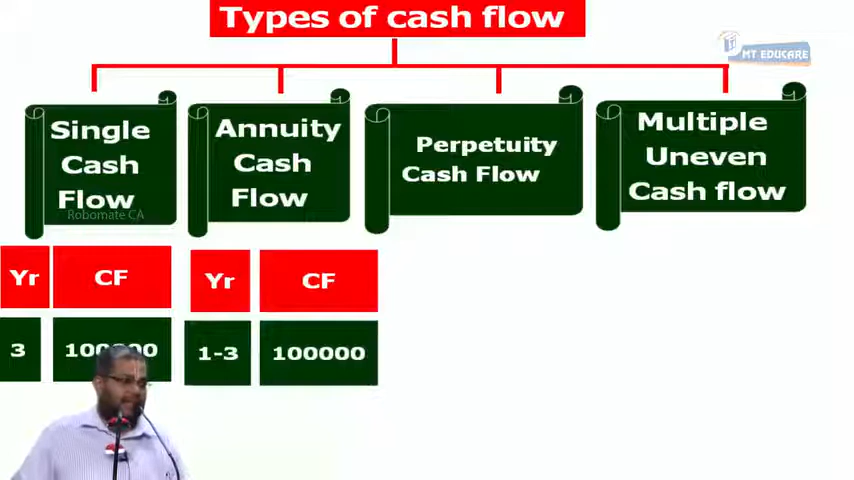 Types of cash flow
MT EDUCARE
Single
Cash
Flow
Robomate CA
Annuity
Cash
Flow
Perpetuity
Cash Flow
Multiple
Uneven
Cash flow
Yr CF
3 100000
Yr CF
1-3 100000